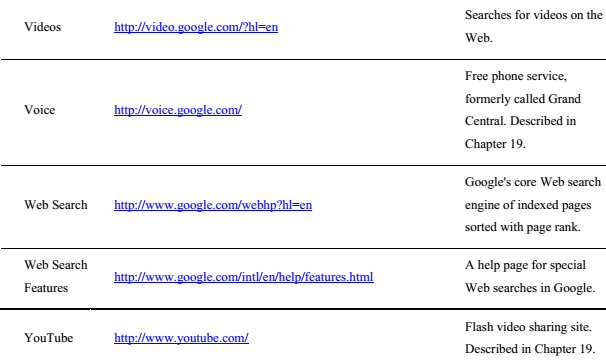 Videos http://video.google.com/?hl=en Searches for videos on the
Web.
Voice http://voice.google.com/ Free phone service,
formerly called Grand
Central. Described in
Chapter 19.
Web Search http://www.google.com/webhp?hl=en Google's core Web search
engine of indexed pages
sorted with page rank.
Web Search
Features http://www.google.com/intl/en/help/features.html A help page for special
Web searches in Google.
YouTube http://www.youtube.com/ Flash video sharing site.
Described in Chapter 19.